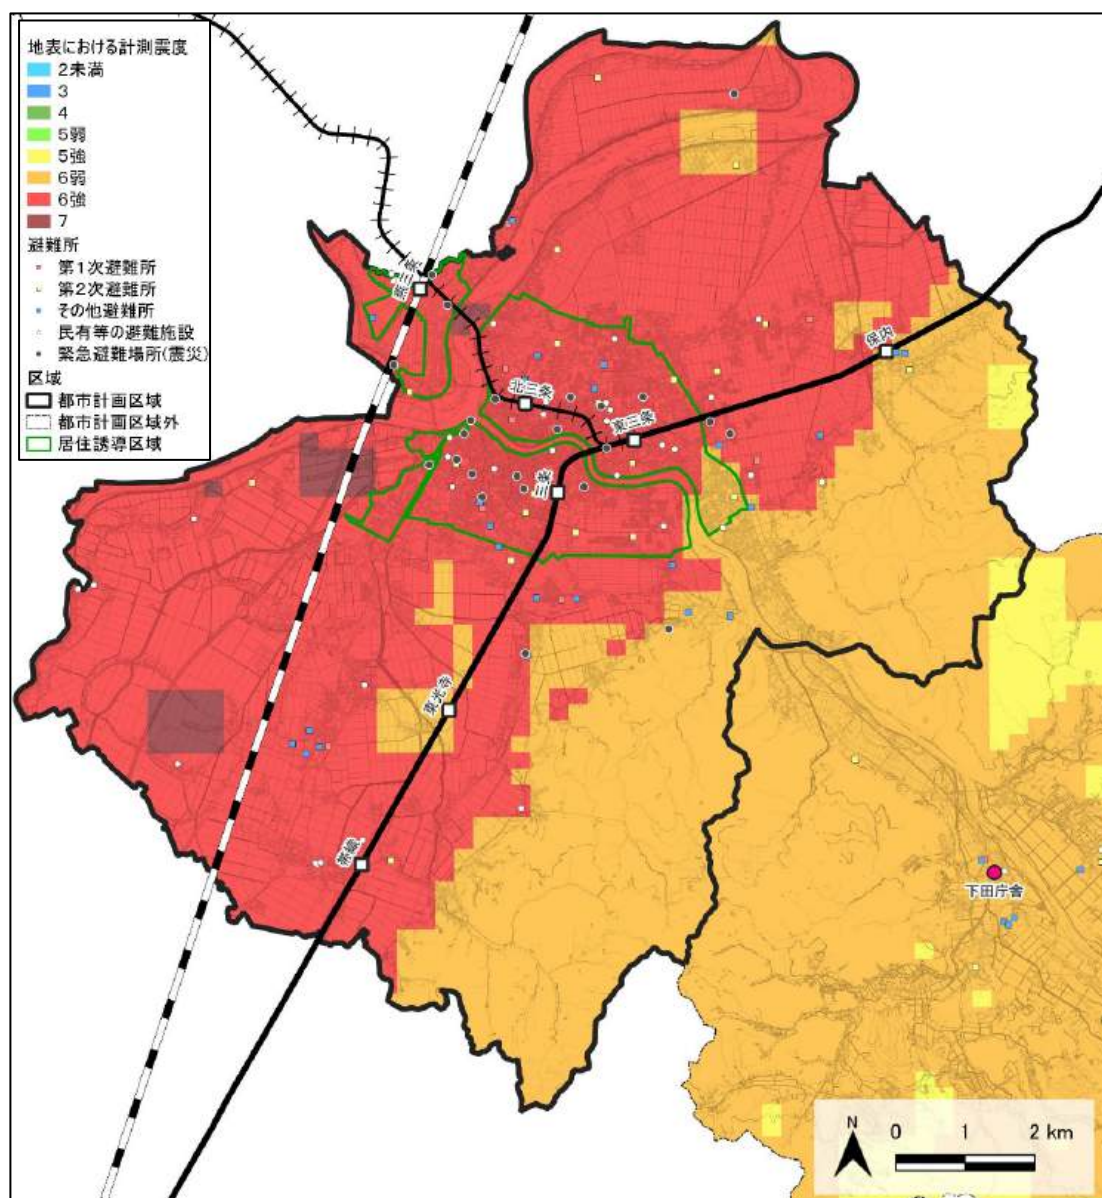 地表における計測震度
2未満
3
4
5弱
5強
6弱
6強
7
避難所
第1次避難所
第2次避難所
その他避難所
民有等の避難施設
緊急避難場所(震災)
区域
都市計画区域
都市計画区域外
居住誘導区域
燕三条
北三条
東三条
保内
三条
東光寺
帯織
下田庁舎
N
0 1 2 km